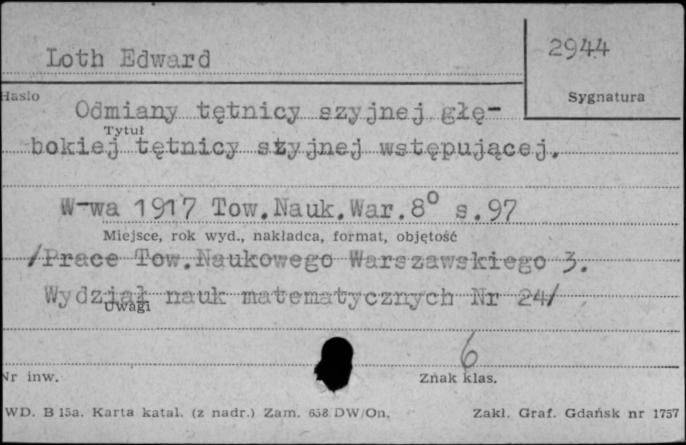 Loth Edward
2944
Hasło
Sygnatura
Odmiany tętnicy szyjnej głę-
Tytuł
bokiej tętnicy szyjnej wstępującej.
W-wa 1917 Tow.Nauk.War.8° s.97
Miejsce, rok wyd., nakładca, format, objętość
/Prace Tow.Naukowego Warszawskiego 3.
Wydział nauk matematycznych Nr 24/
Uwagi
6
Nr inw.
Znak klas.
WD. B 15a. Karta katal. (z nadr.) Zam. 658 DW/On.
Zakł. Graf. Gdańsk nr 1757